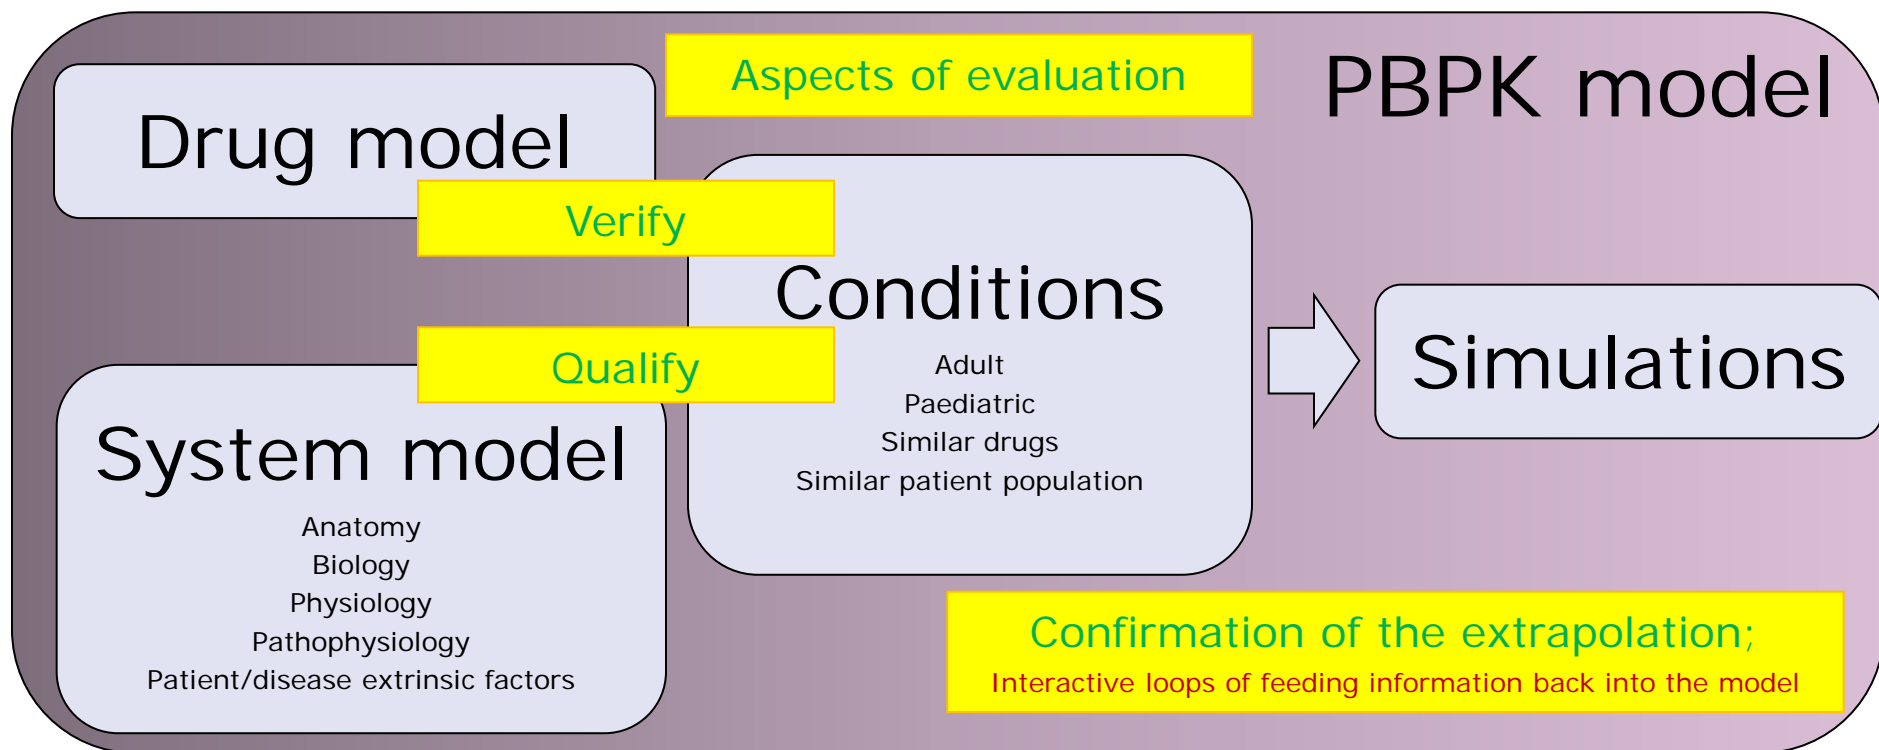 Aspects of evaluation
PBPK model
Drug model
Verify
Conditions
Adult
Paediatric
Similar drugs
Similar patient population
Qualify
System model
Anatomy
Biology
Physiology
Pathophysiology
Patient/disease extrinsic factors
Simulations
Confirmation of the extrapolation;
Interactive loops of feeding information back into the model